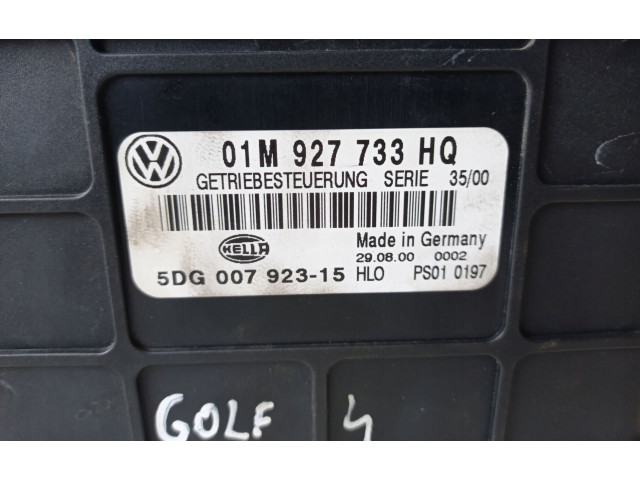 VW 01M 927 733 HQ
GETRIEBESTEUERUNG SERIE 35/00
HELLA Made in Germany
29.08.00 0002
5DG 007 923-15 HLO PS01 0197
GOLF 4